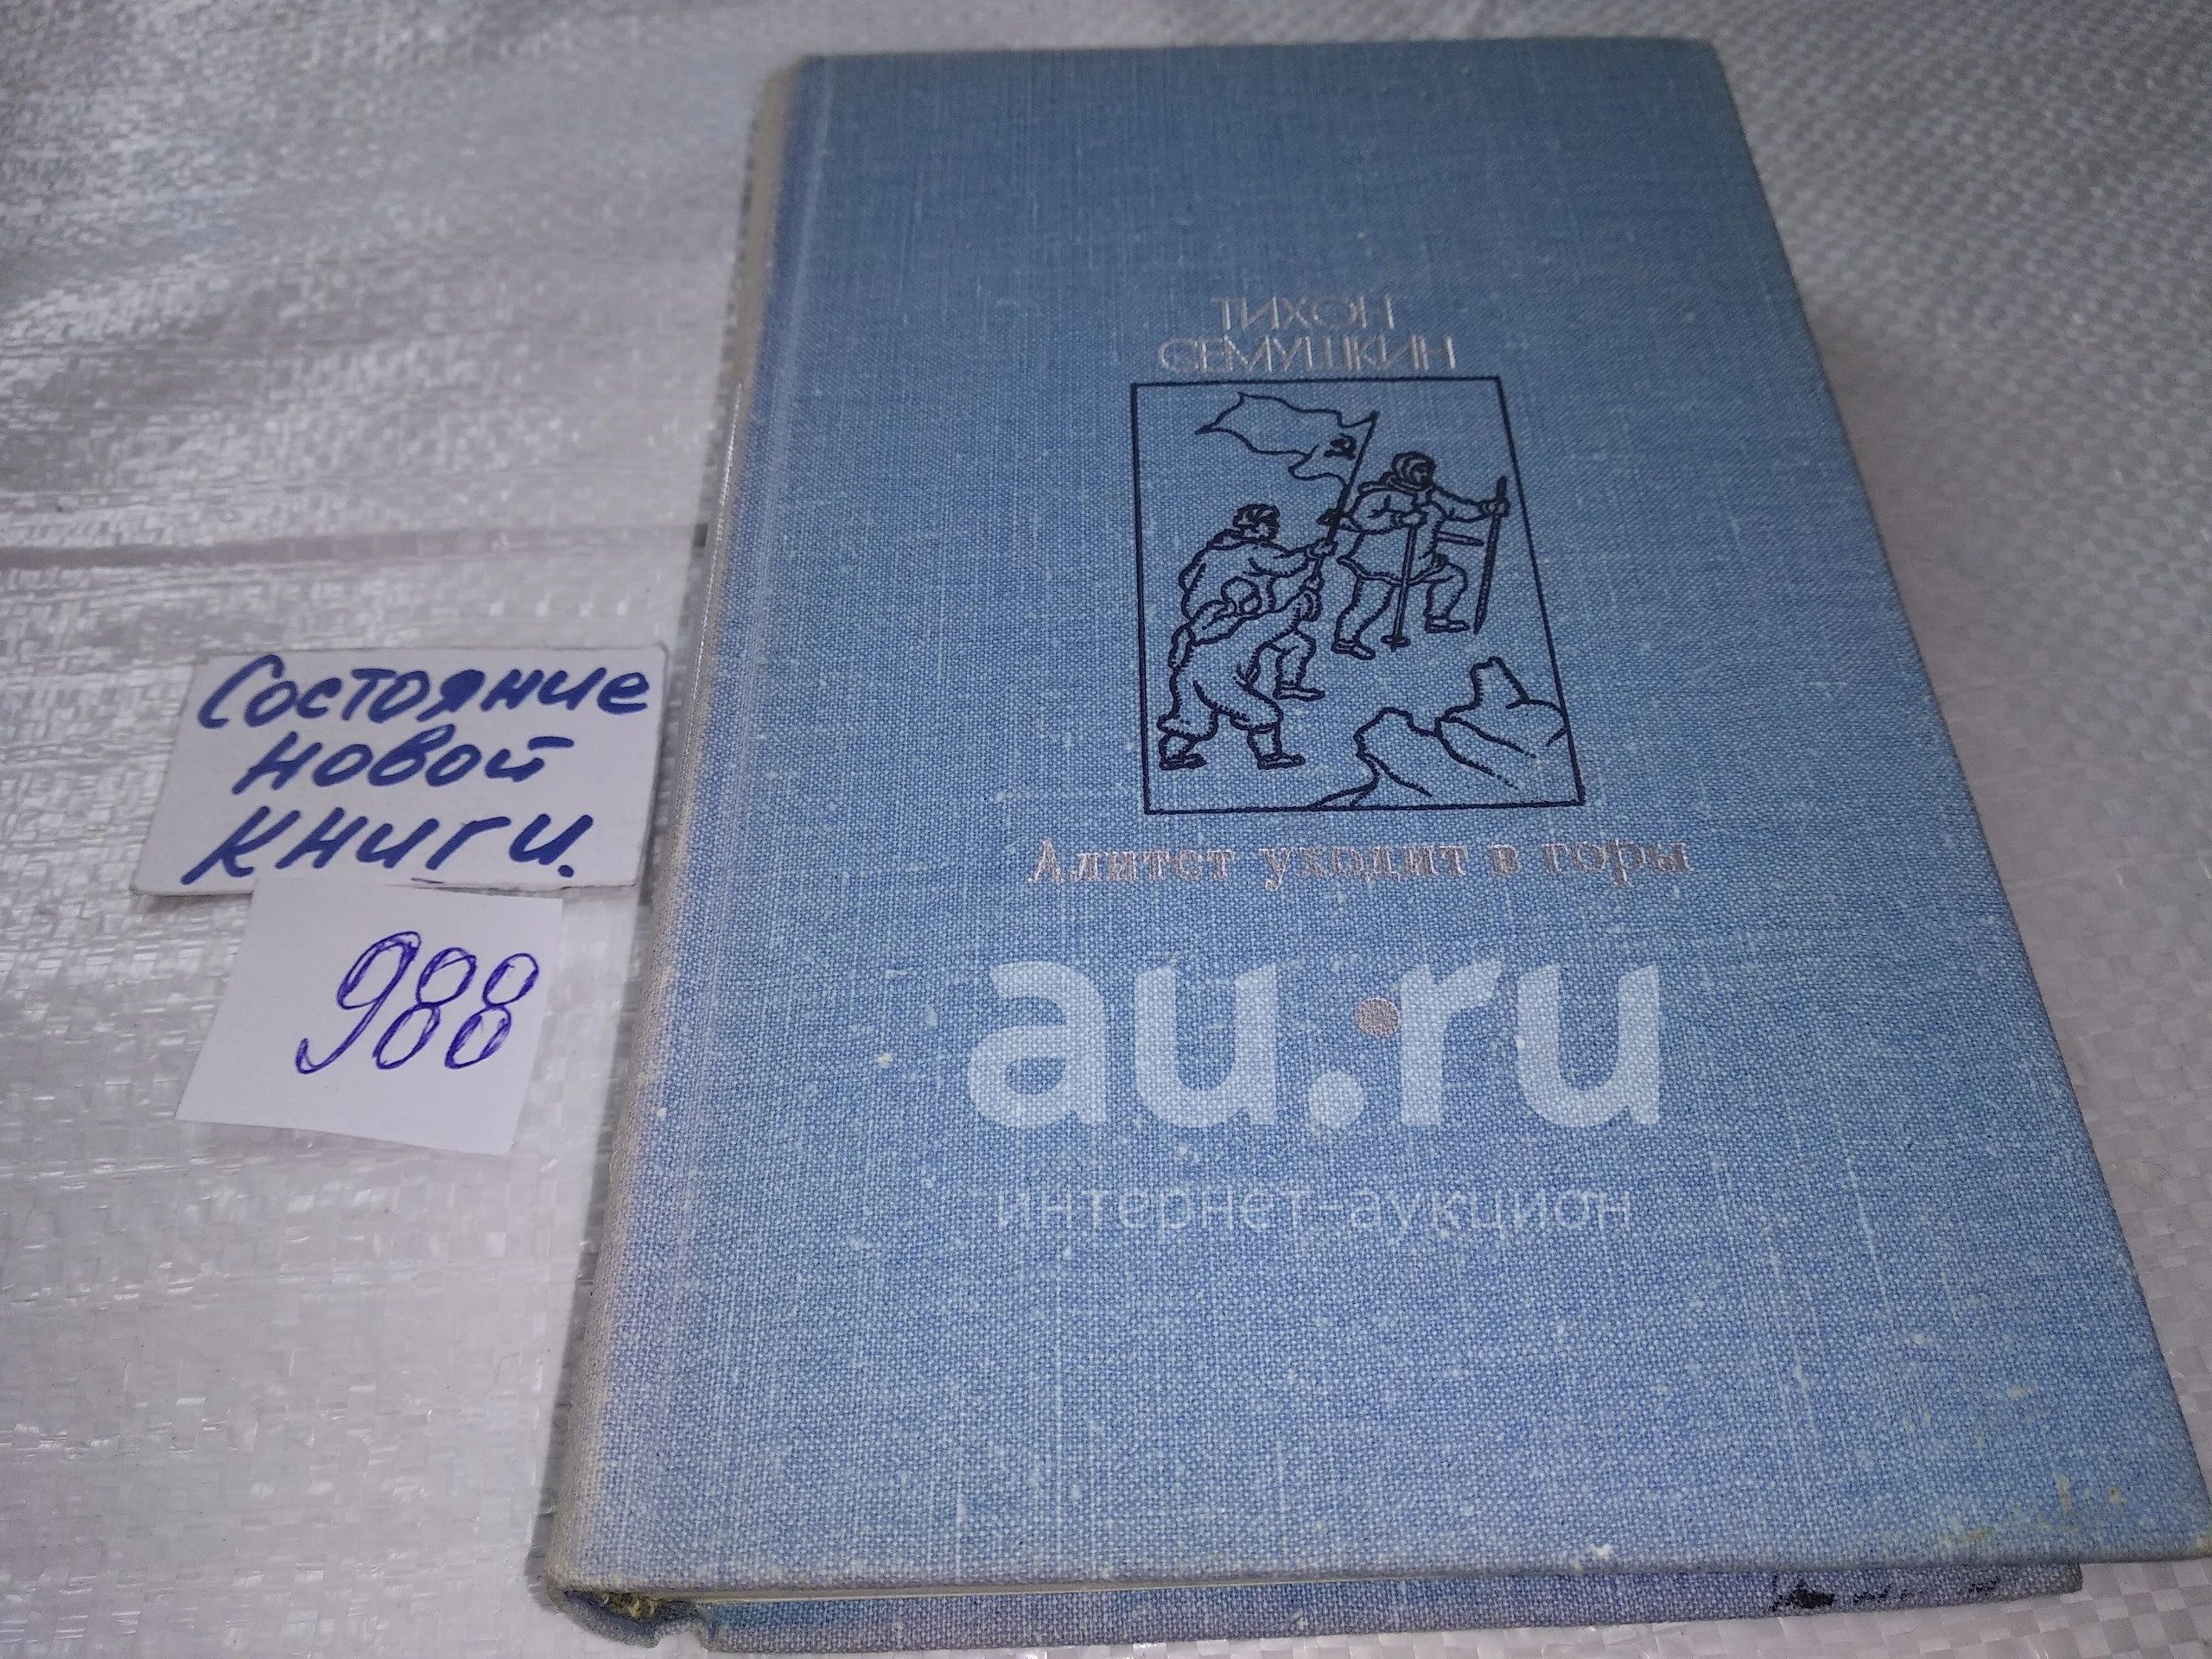 ТИХОН
СЕМУШКИН
Алитет уходит в горы
Состояние
новой
книги.
988
au.ru
интернет-аукцион